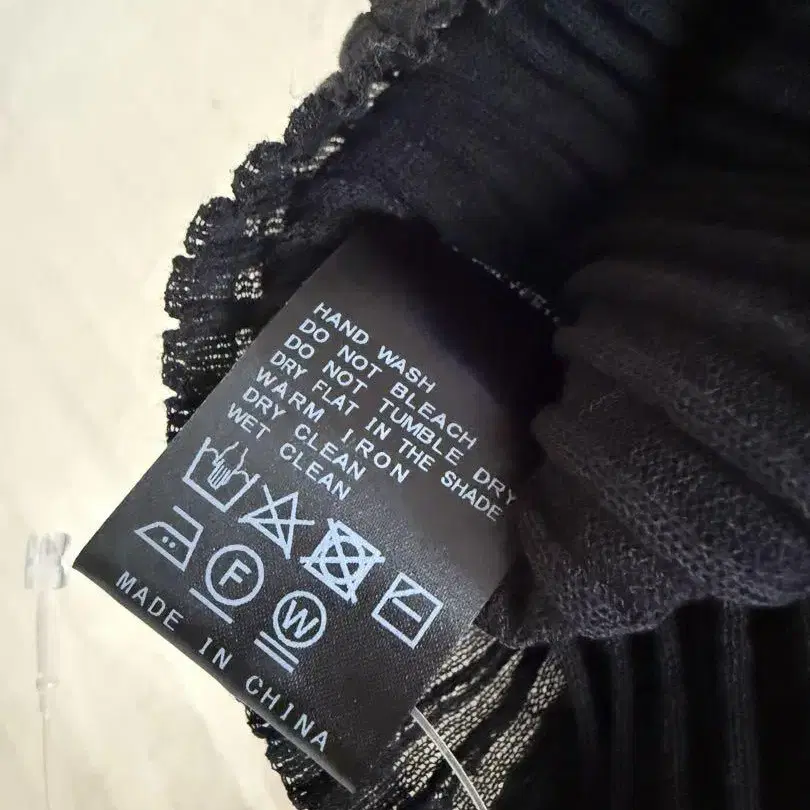 HAND WASH
DO NOT BLEACH
DO NOT TUMBLE DRY
DRY FLAT IN THE SHADE
WARM IRON
DRY CLEAN
WET CLEAN
F
W
MADE IN CHINA